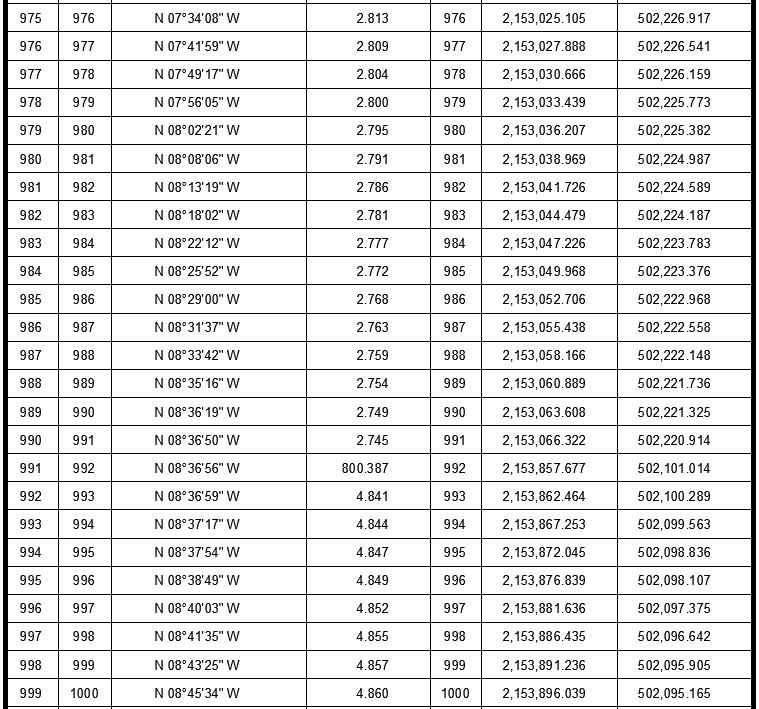 975 976 N 07°34'08" W 2.813 976 2,153,025.105 502,226.917
976 977 N 07°41'59" W 2.809 977 2,153,027.888 502,226.541
977 978 N 07°49'17" W 2.804 978 2,153,030.666 502,226.159
978 979 N 07°56'05" W 2.800 979 2,153,033.439 502,225.773
979 980 N 08°02'21" W 2.795 980 2,153,036.207 502,225.382
980 981 N 08°08'06" W 2.791 981 2,153,038.969 502,224.987
981 982 N 08°13'19" W 2.786 982 2,153,041.726 502,224.589
982 983 N 08°18'02" W 2.781 983 2,153,044.479 502,224.187
983 984 N 08°22'12" W 2.777 984 2,153,047.226 502,223.783
984 985 N 08°25'52" W 2.772 985 2,153,049.968 502,223.376
985 986 N 08°29'00" W 2.768 986 2,153,052.706 502,222.968
986 987 N 08°31'37" W 2.763 987 2,153,055.438 502,222.558
987 988 N 08°33'42" W 2.759 988 2,153,058.166 502,222.148
988 989 N 08°35'16" W 2.754 989 2,153,060.889 502,221.736
989 990 N 08°36'19" W 2.749 990 2,153,063.608 502,221.325
990 991 N 08°36'50" W 2.745 991 2,153,066.322 502,220.914
991 992 N 08°36'56" W 800.387 992 2,153,857.677 502,101.014
992 993 N 08°36'59" W 4.841 993 2,153,862.464 502,100.289
993 994 N 08°37'17" W 4.844 994 2,153,867.253 502,099.563
994 995 N 08°37'54" W 4.847 995 2,153,872.045 502,098.836
995 996 N 08°38'49" W 4.849 996 2,153,876.839 502,098.107
996 997 N 08°40'03" W 4.852 997 2,153,881.636 502,097.375
997 998 N 08°41'35" W 4.855 998 2,153,886.435 502,096.642
998 999 N 08°43'25" W 4.857 999 2,153,891.236 502,095.905
999 1000 N 08°45'34" W 4.860 1000 2,153,896.039 502,095.165